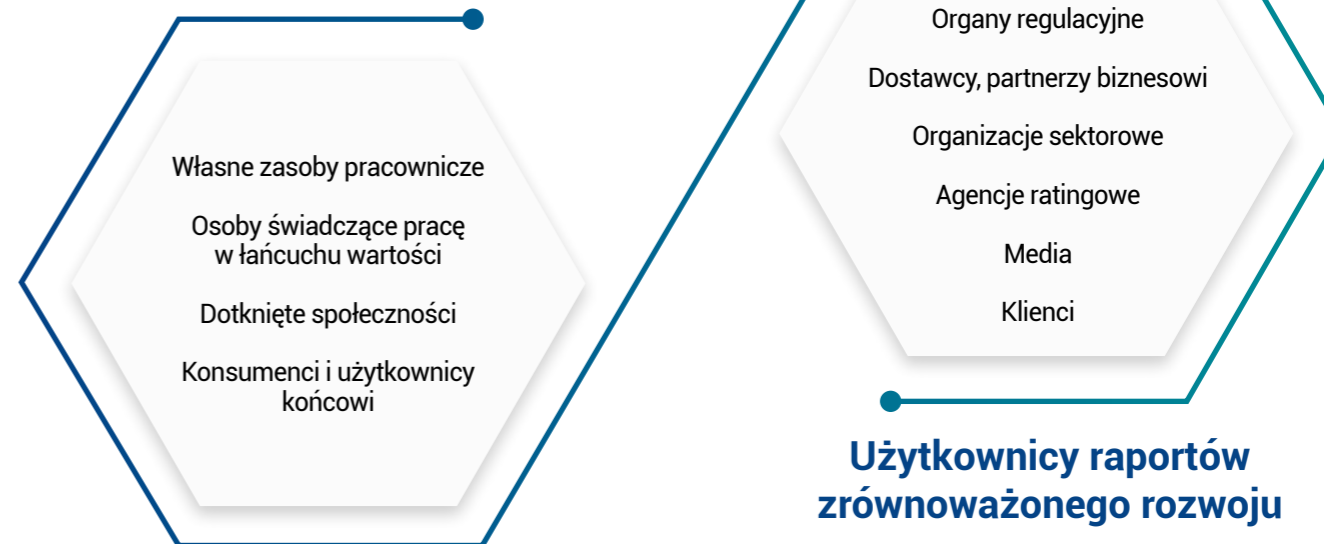 Własne zasoby pracownicze
Osoby świadczące pracę
w łańcuchu wartości
Dotknięte społeczności
Konsumenci i użytkownicy
końcowi
Organy regulacyjne
Dostawcy, partnerzy biznesowi
Organizacje sektorowe
Agencje ratingowe
Media
Klienci
Użytkownicy raportów
zrównoważonego rozwoju